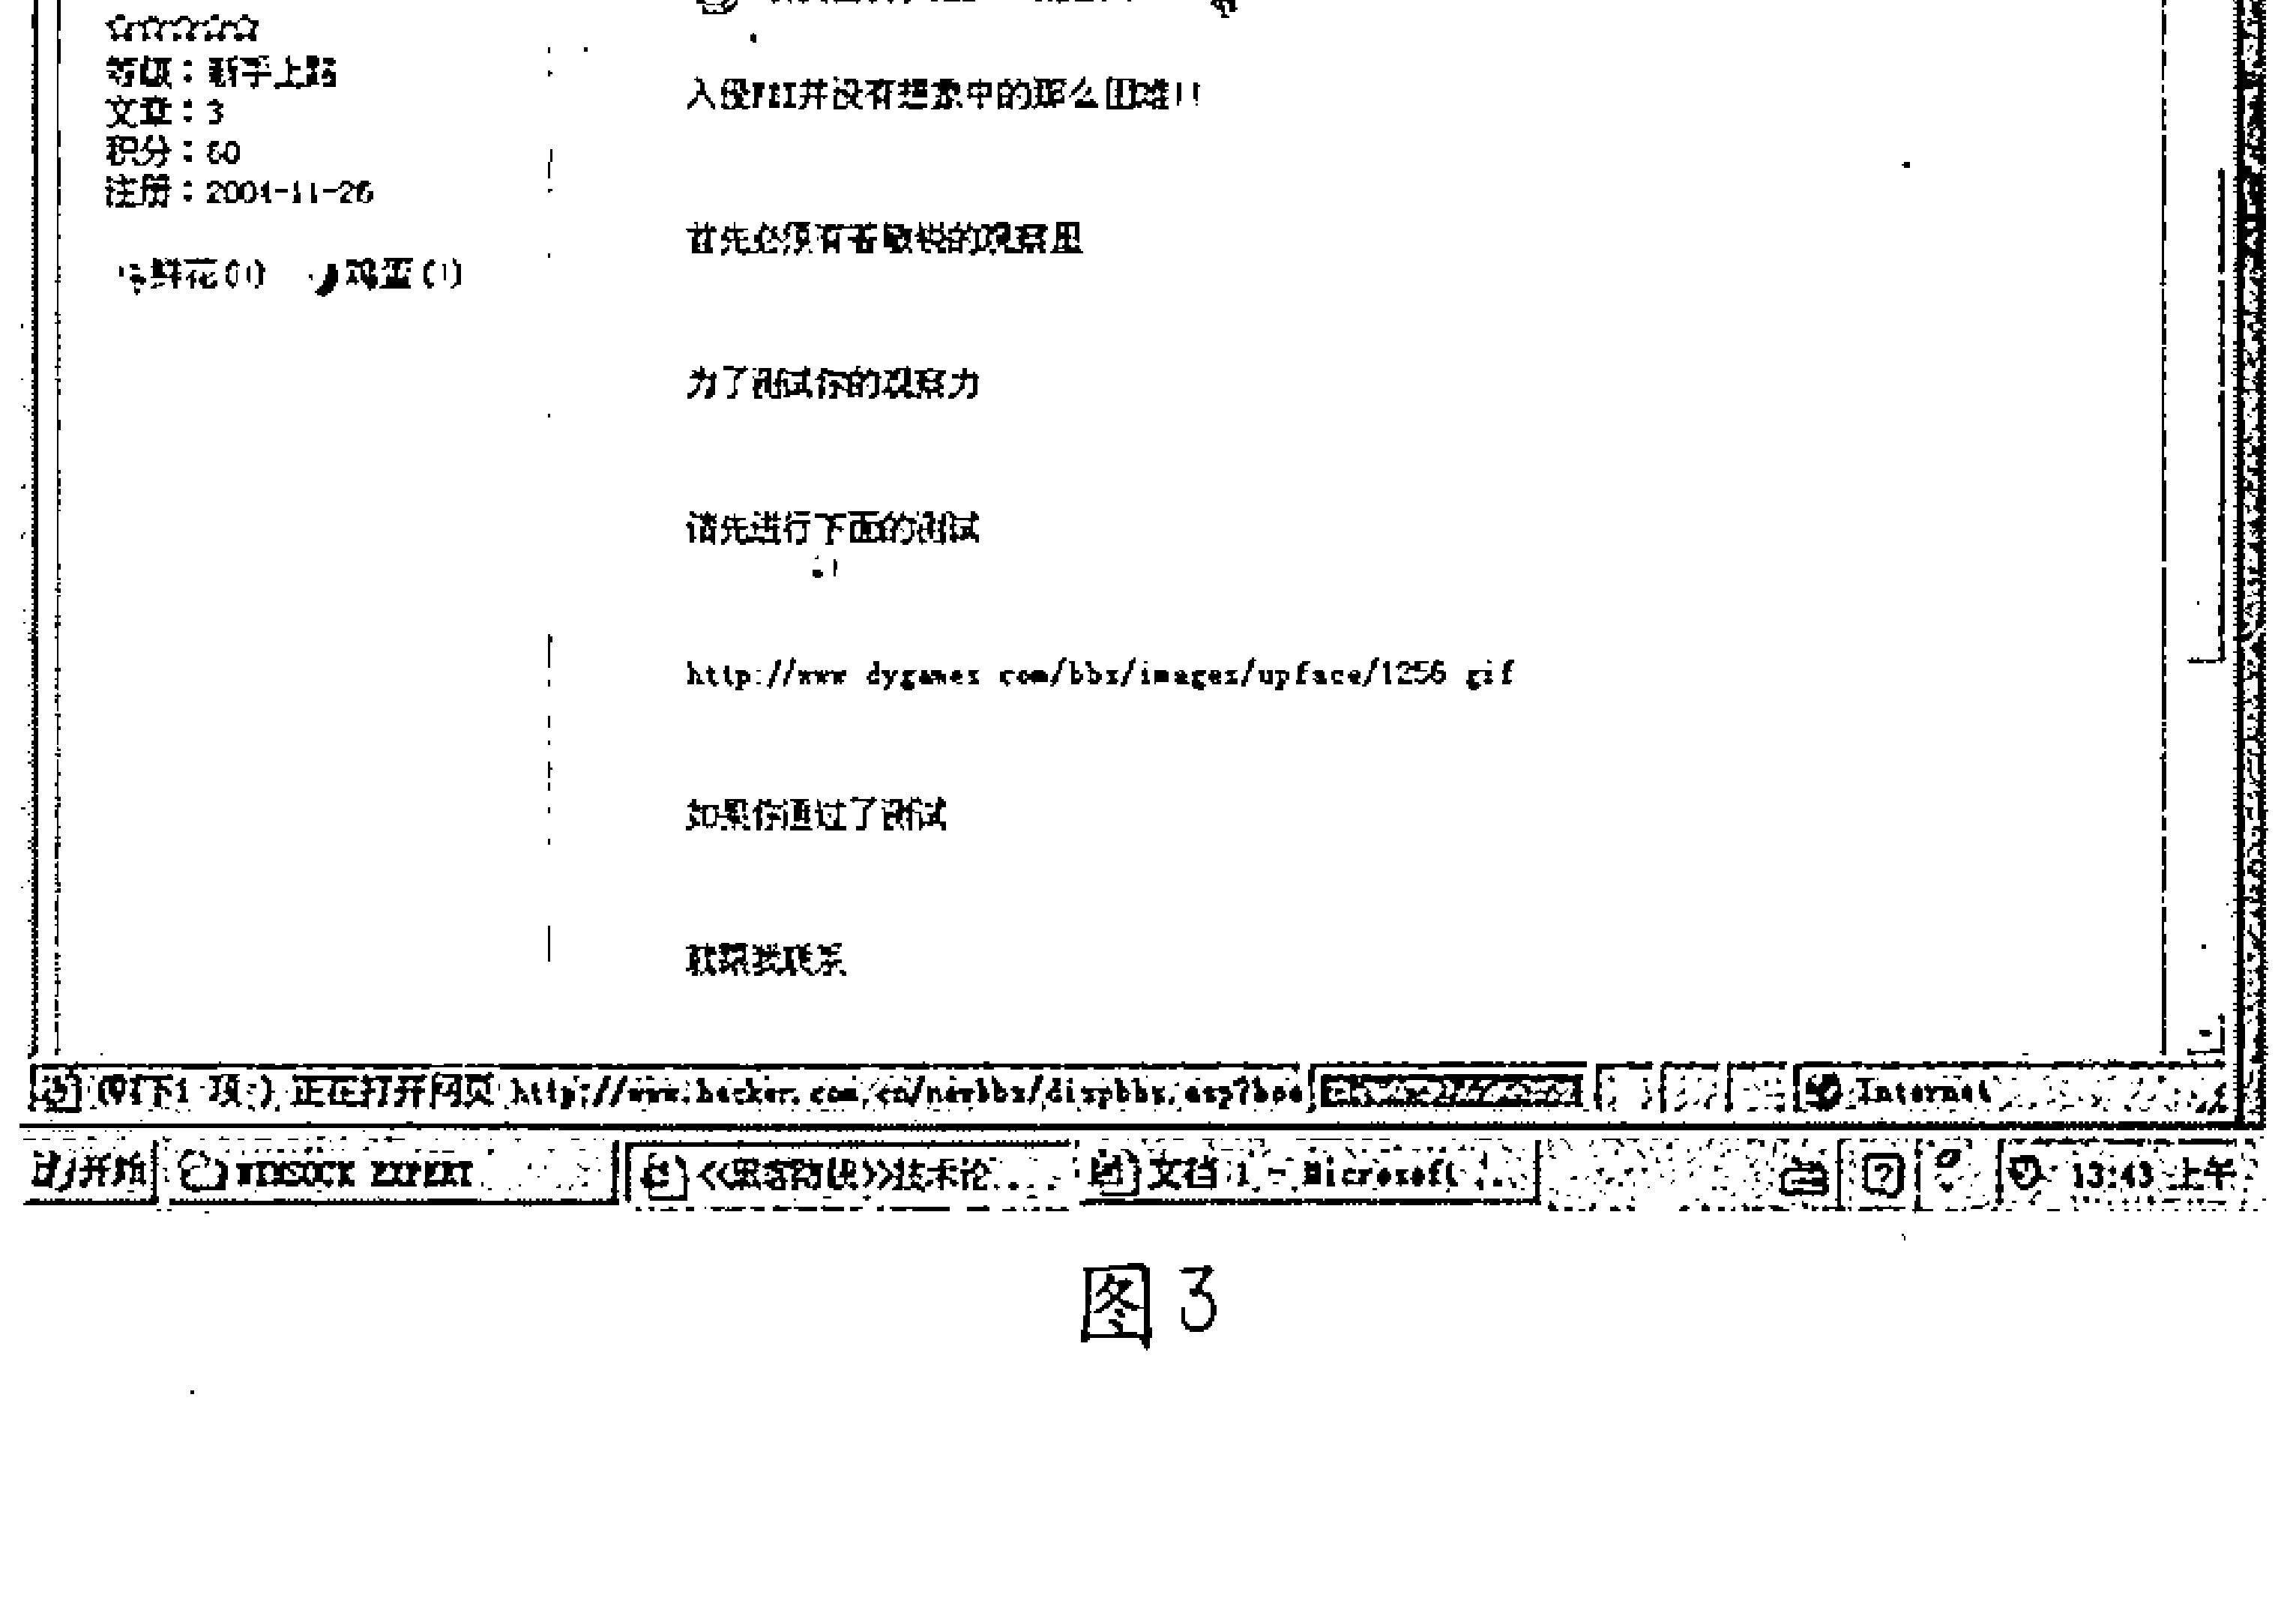 ☆☆☆☆☆
等级：新手上路
文章：3
积分：60
注册：2004-11-26
鲜花(0) 鸡蛋(0)
入侵FBI并没有想象中的那么困难!!
首先必须有着敏锐的观察里
为了测试你的观察力
请先进行下面的测试
http://www dygames com/bbs/images/upface/1256 gif
如果你通过了测试
就跟我联系
(剩下1 项:) 正在打开网页 http://www.hacker.com/cn/newbbs/dispbbs.asp?boa Internet
开始 WINSOCK EXPERT <<黑客防线>>技术论... 文档 1 - Microsoft ... 13:43 上午
图3